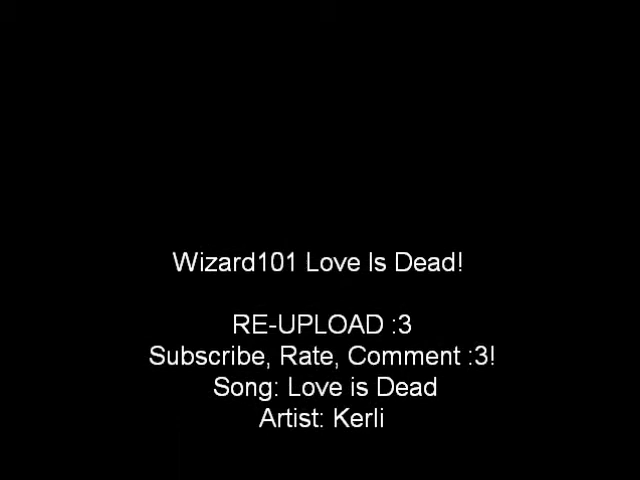 Wizard101 Love Is Dead!
RE-UPLOAD :3
Subscribe, Rate, Comment :3!
Song: Love is Dead
Artist: Kerli